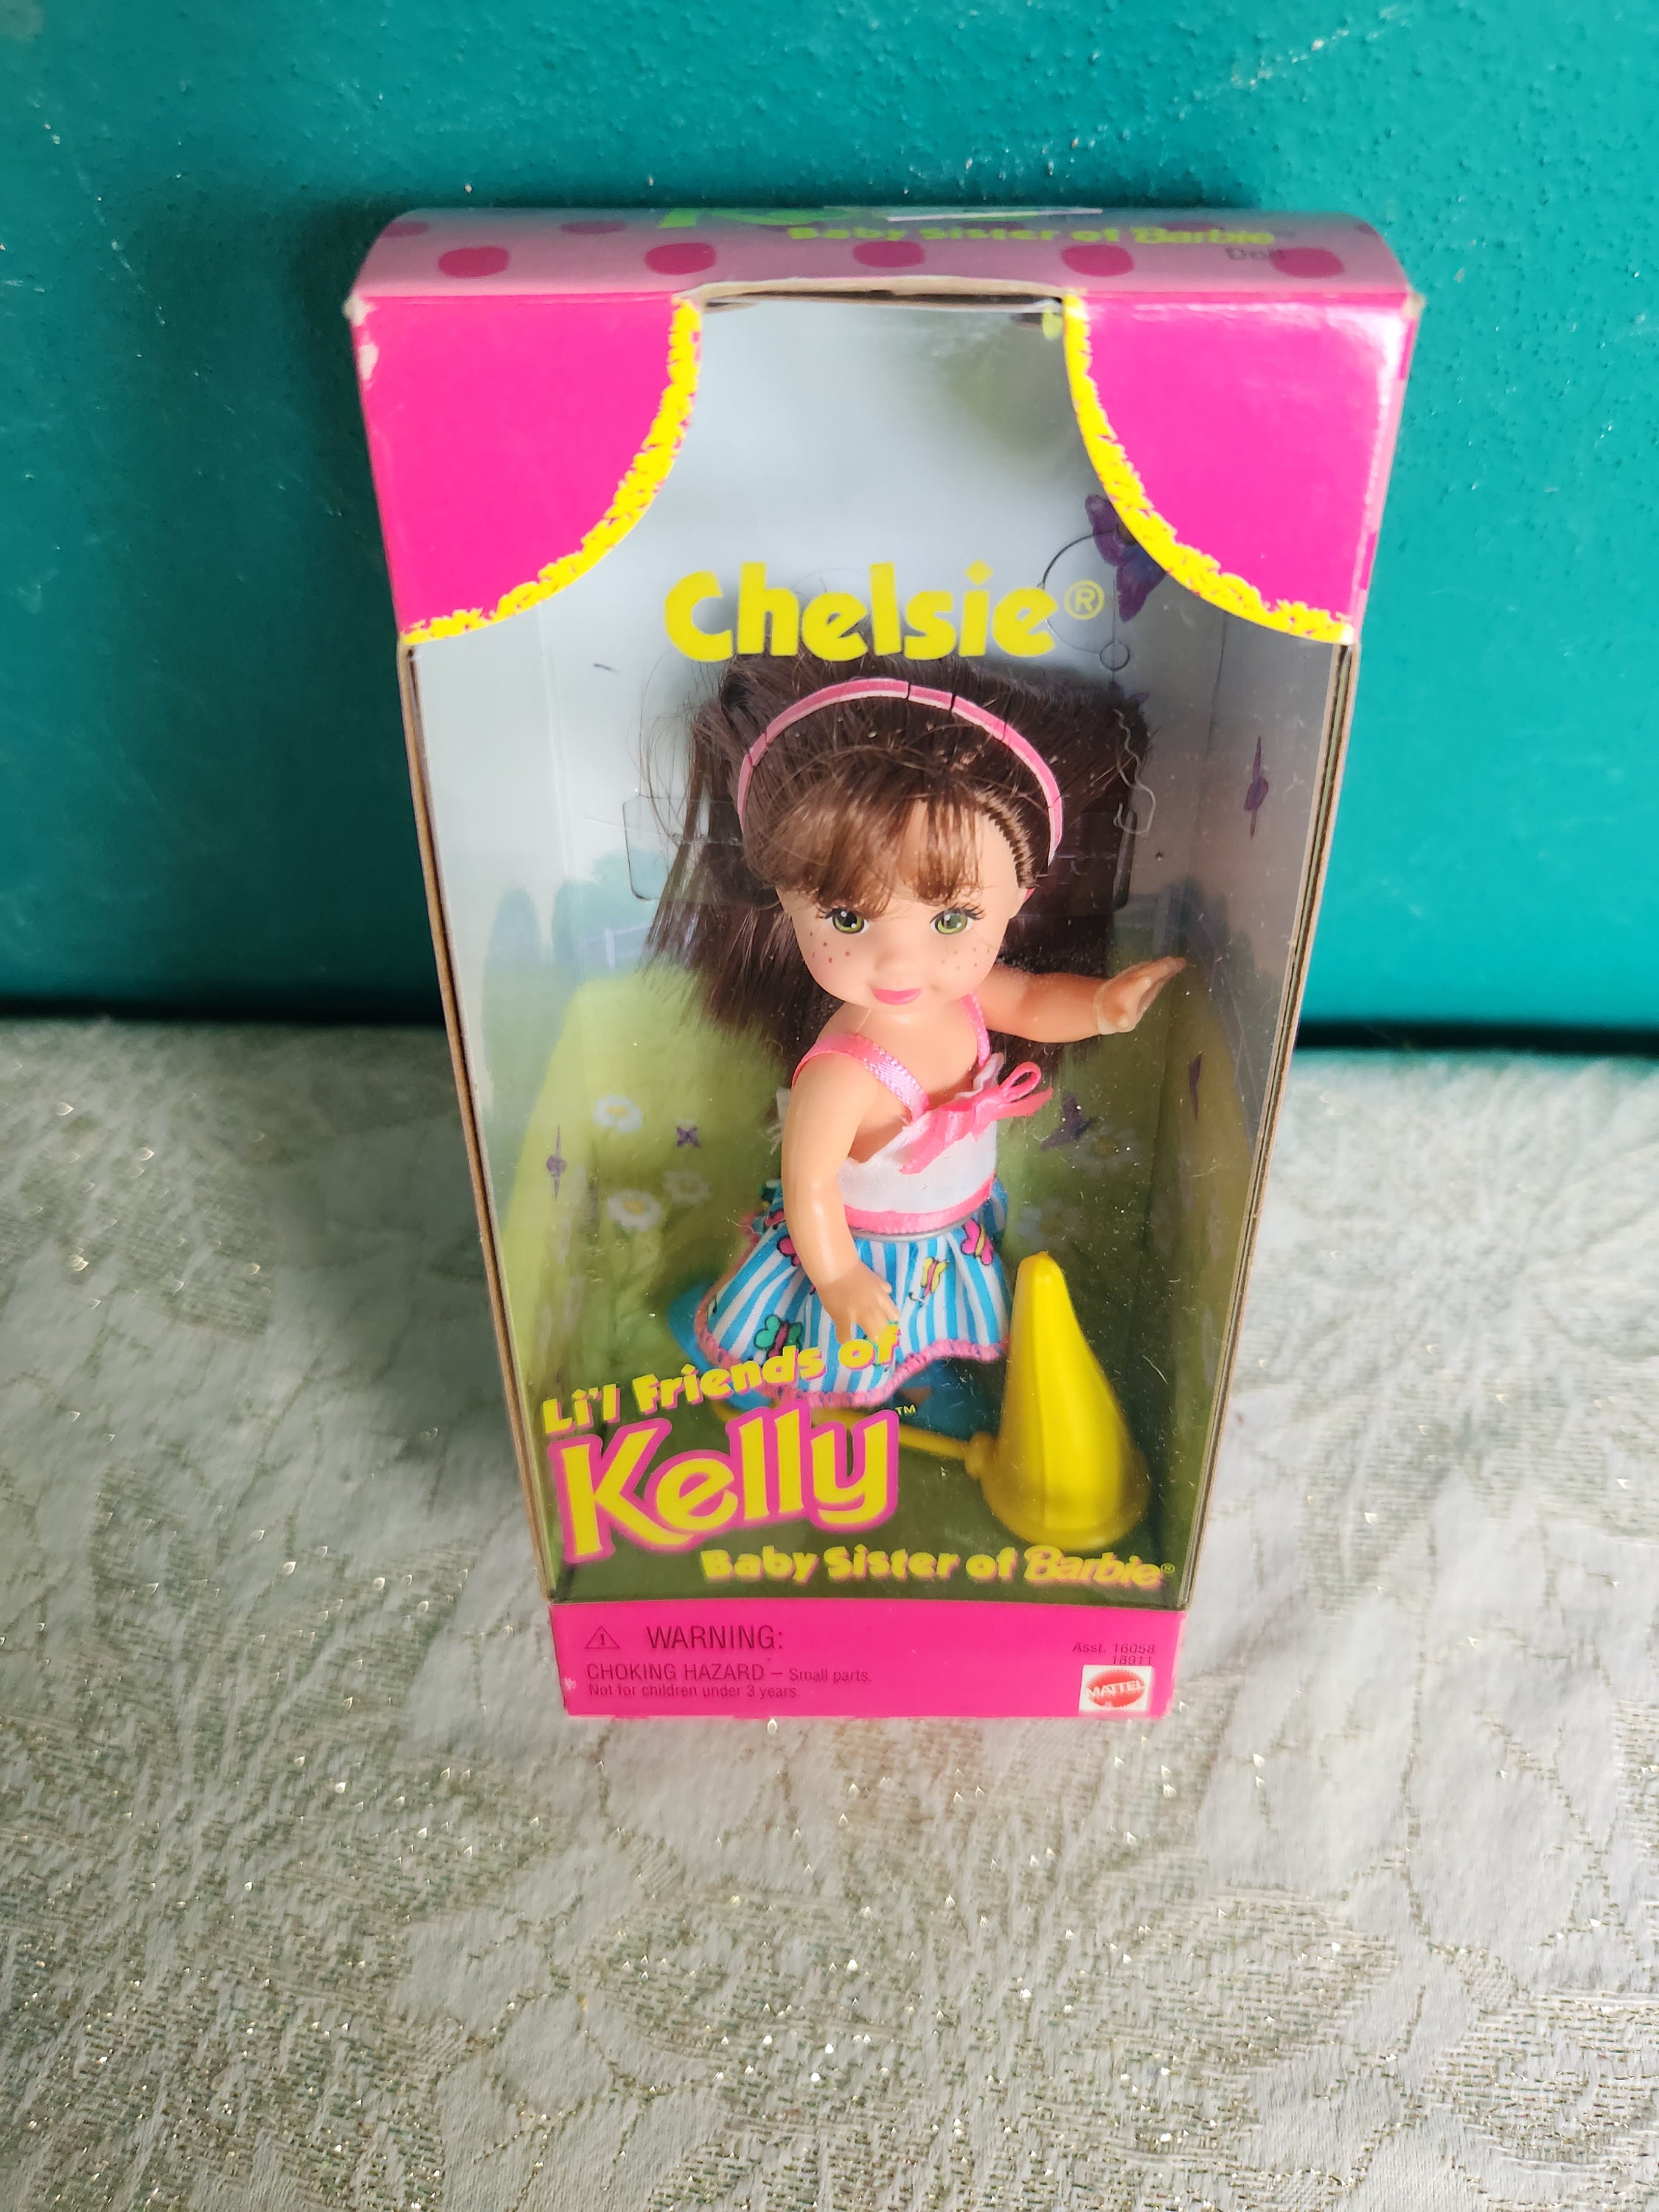 Baby Sister of Barbie
Doll
Chelsie®
Li'l Friends of
Kelly™
Baby Sister of Barbie®
⚠ WARNING:
CHOKING HAZARD – Small parts.
Not for children under 3 years.
Asst. 16058
18911
MATTEL